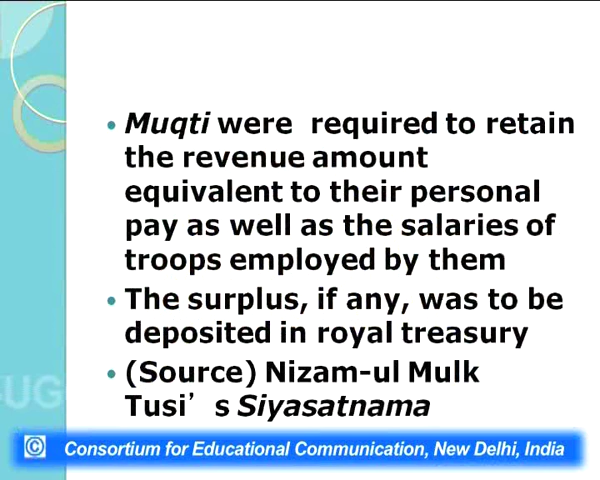 • Muqti were required to retain
the revenue amount
equivalent to their personal
pay as well as the salaries of
troops employed by them
• The surplus, if any, was to be
deposited in royal treasury
• (Source) Nizam-ul Mulk
Tusi’s Siyasatnama
UG
© Consortium for Educational Communication, New Delhi, India